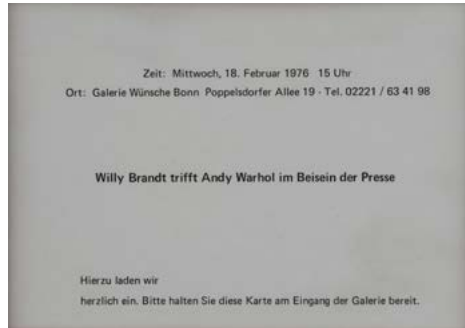 Zeit: Mittwoch, 18. Februar 1976 15 Uhr
Ort: Galerie Wünsche Bonn Poppelsdorfer Allee 19 · Tel. 02221 / 63 41 98
Willy Brandt trifft Andy Warhol im Beisein der Presse
Hierzu laden wir
herzlich ein. Bitte halten Sie diese Karte am Eingang der Galerie bereit.